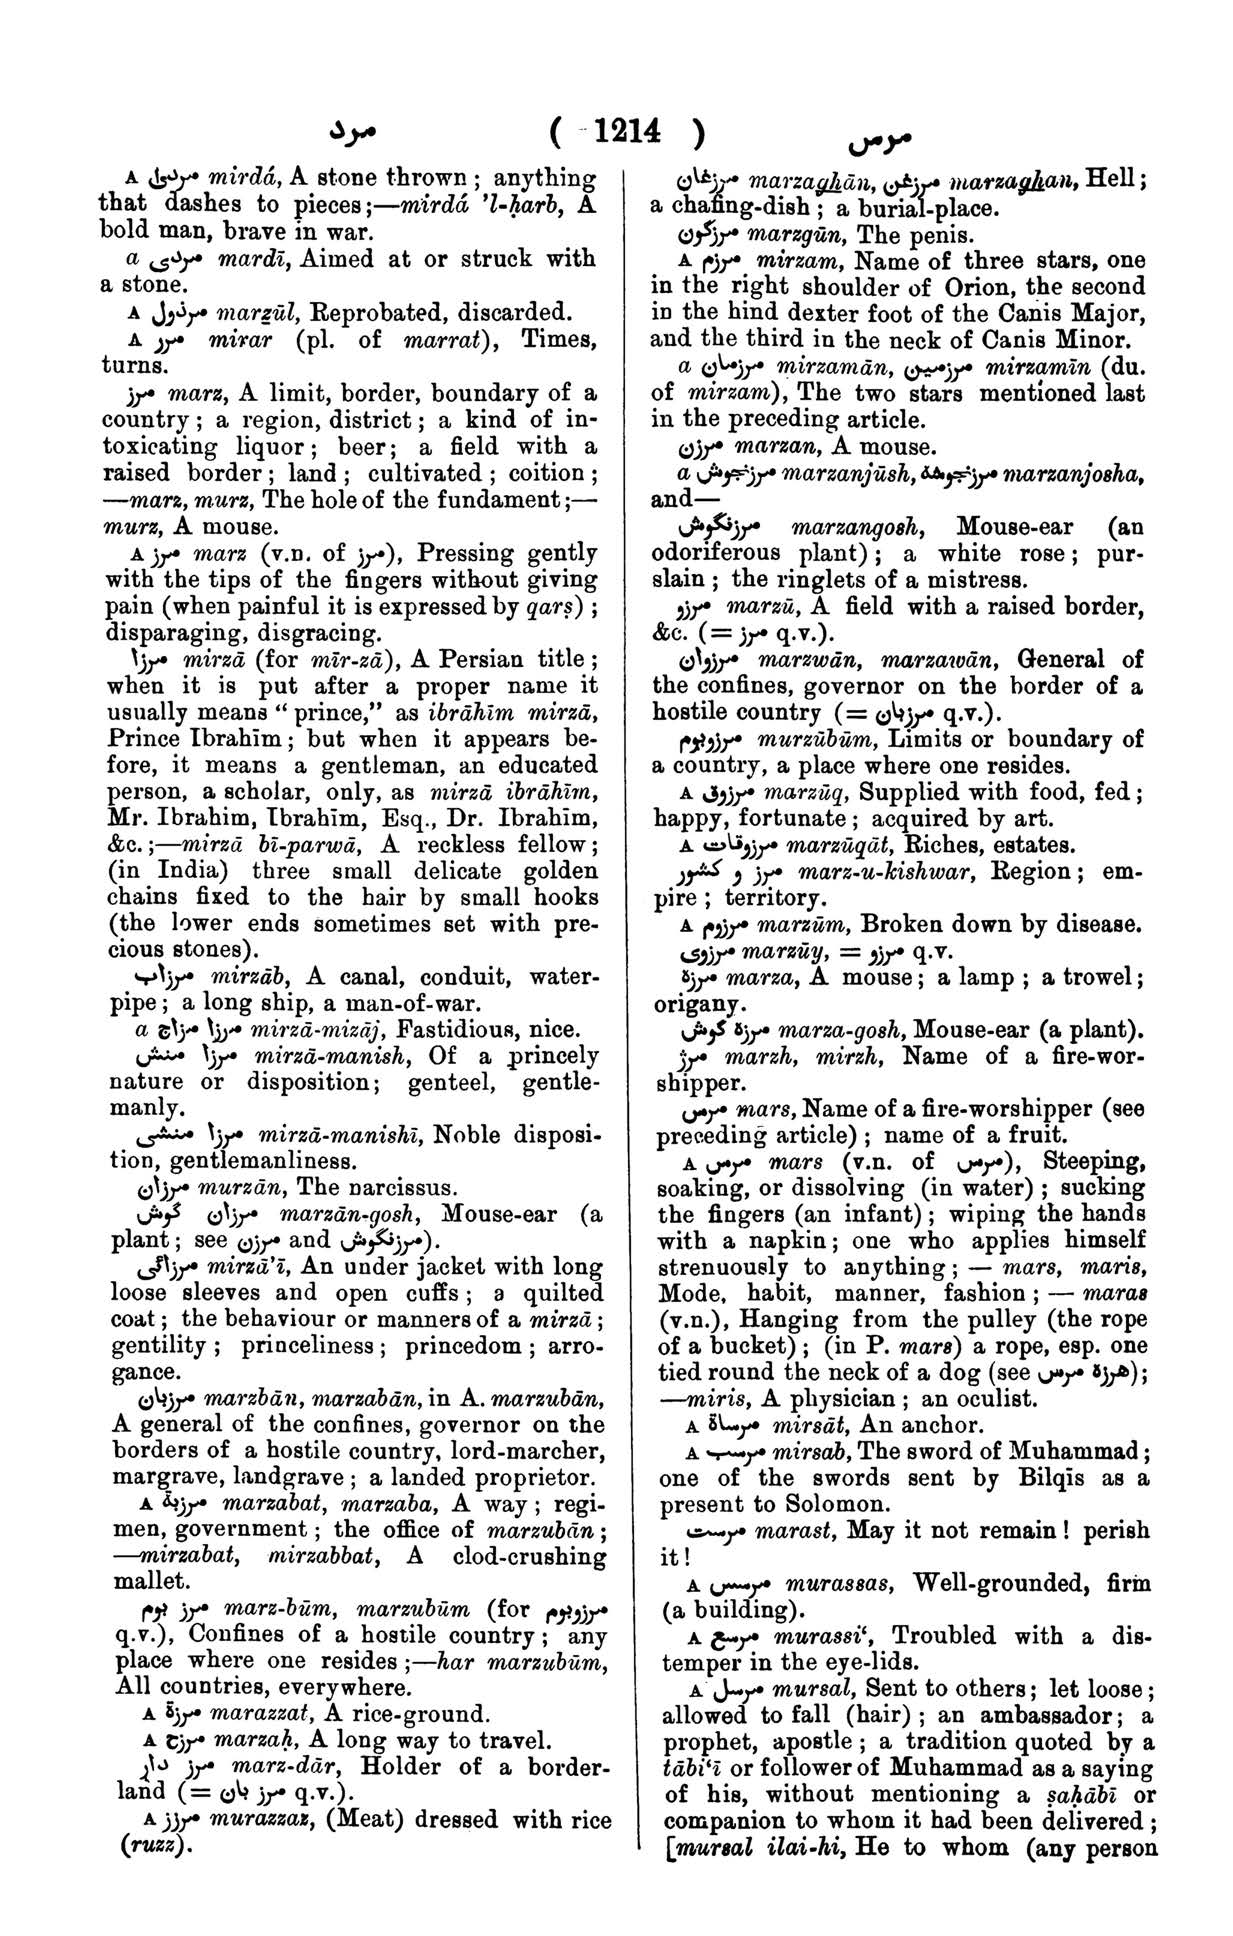 مرد ( 1214 ) مرس
A مردیل mirdá, A stone thrown; anything
that dashes to pieces;—mirdá 'l-ḥarb, A
bold man, brave in war.
a مردی mardī, Aimed at or struck with
a stone.
A مرذول marẕūl, Reprobated, discarded.
A مرر mirar (pl. of marrat), Times,
turns.
مرز marz, A limit, border, boundary of a
country; a region, district; a kind of in-
toxicating liquor; beer; a field with a
raised border; land; cultivated; coition;
—marz, murz, The hole of the fundament;—
murz, A mouse.
A مرز marz (v.n. of مرز), Pressing gently
with the tips of the fingers without giving
pain (when painful it is expressed by qarṣ);
disparaging, disgracing.
مرزا mirzā (for mīr-zā), A Persian title;
when it is put after a proper name it
usually means “prince,” as ibrāhīm mirzā,
Prince Ibrahīm; but when it appears be-
fore, it means a gentleman, an educated
person, a scholar, only, as mirzā ibrāhīm,
Mr. Ibrahim, Ibrahīm, Esq., Dr. Ibrahīm,
&c.;—mirzā bī-parwā, A reckless fellow;
(in India) three small delicate golden
chains fixed to the hair by small hooks
(the lower ends sometimes set with pre-
cious stones).
مرزاب mirzāb, A canal, conduit, water-
pipe; a long ship, a man-of-war.
a مرزا مزاج mirzā-mizāj, Fastidious, nice.
مرزا منش mirzā-manish, Of a princely
nature or disposition; genteel, gentle-
manly.
مرزا منشی mirzā-manishī, Noble disposi-
tion, gentlemanliness.
مرزان murzān, The narcissus.
مرزان گوش marzān-gosh, Mouse-ear (a
plant; see مرزن and مرزنگوش).
مرزائی mirzā'ī, An under jacket with long
loose sleeves and open cuffs; a quilted
coat; the behaviour or manners of a mirzā;
gentility; princeliness; princedom; arro-
gance.
مرزبان marzbān, marzabān, in A. marzubān,
A general of the confines, governor on the
borders of a hostile country, lord-marcher,
margrave, landgrave; a landed proprietor.
A مرزبة marzabat, marzaba, A way; regi-
men, government; the office of marzubān;
—mirzabat, mirzabbat, A clod-crushing
mallet.
مرز بوم marz-būm, marzubūm (for مرزوبوم
q.v.), Confines of a hostile country; any
place where one resides;—har marzubūm,
All countries, everywhere.
A مرزة marazzat, A rice-ground.
A مرزح marzaḥ, A long way to travel.
مرز دار marz-dār, Holder of a border-
land (= مرز بان q.v.).
A مرزز murazzaz, (Meat) dressed with rice
(ruzz).
مرزغان marzaghān, مرزغن marzaghan, Hell;
a chafing-dish; a burial-place.
مرزگون marzgūn, The penis.
A مرزم mirzam, Name of three stars, one
in the right shoulder of Orion, the second
in the hind dexter foot of the Canis Major,
and the third in the neck of Canis Minor.
a مرزمان mirzamān, مرزمین mirzamīn (du.
of mirzam), The two stars mentioned last
in the preceding article.
مرزن marzan, A mouse.
a مرزنجوش marzanjūsh, مرزنجوشه marzanjosha,
and—
مرزنگوش marzangosh, Mouse-ear (an
odoriferous plant); a white rose; pur-
slain; the ringlets of a mistress.
مرزو marzū, A field with a raised border,
&c. (= مرز q.v.).
مرزوان marzwān, marzawān, General of
the confines, governor on the border of a
hostile country (= مرزبان q.v.).
مرزوبوم murzūbūm, Limits or boundary of
a country, a place where one resides.
A مرزوق marzūq, Supplied with food, fed;
happy, fortunate; acquired by art.
A مرزوقات marzūqāt, Riches, estates.
مرز و کشور marz-u-kishwar, Region; em-
pire; territory.
A مرزوم marzūm, Broken down by disease.
مرزوی marzūy, = مرزو q.v.
مرزه marza, A mouse; a lamp; a trowel;
origany.
مرزه گوش marza-gosh, Mouse-ear (a plant).
مرژ marzh, mirzh, Name of a fire-wor-
shipper.
مرس mars, Name of a fire-worshipper (see
preceding article); name of a fruit.
A مرس mars (v.n. of مرس), Steeping,
soaking, or dissolving (in water); sucking
the fingers (an infant); wiping the hands
with a napkin; one who applies himself
strenuously to anything; — mars, maris,
Mode, habit, manner, fashion; — maras
(v.n.), Hanging from the pulley (the rope
of a bucket); (in P. mars) a rope, esp. one
tied round the neck of a dog (see هرزه مرس);
—miris, A physician; an oculist.
A مرساة mirsāt, An anchor.
A مرسب mirsab, The sword of Muhammad;
one of the swords sent by Bilqīs as a
present to Solomon.
مرست marast, May it not remain! perish
it!
A مرسس murassas, Well-grounded, firm
(a building).
A مرسع murassi‘, Troubled with a dis-
temper in the eye-lids.
A مرسل mursal, Sent to others; let loose;
allowed to fall (hair); an ambassador; a
prophet, apostle; a tradition quoted by a
tābi‘ī or follower of Muhammad as a saying
of his, without mentioning a ṣaḥābī or
companion to whom it had been delivered;
[mursal ilai-hi, He to whom (any person